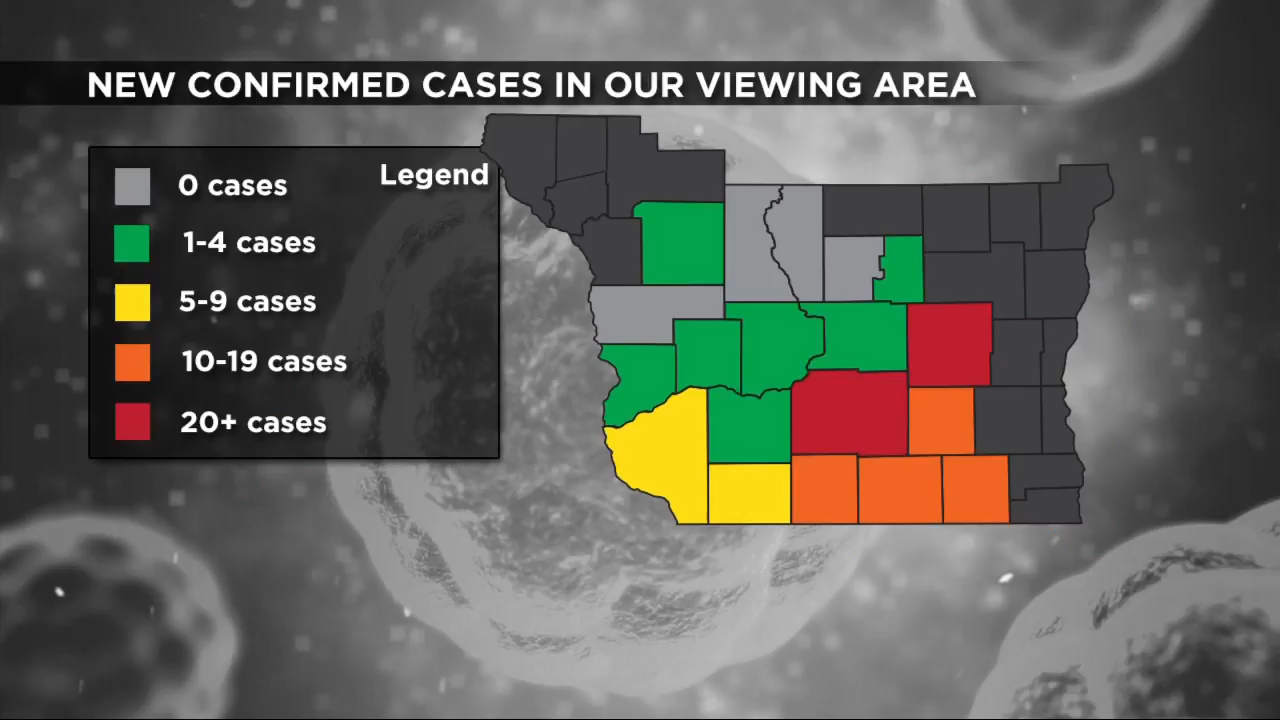 NEW CONFIRMED CASES IN OUR VIEWING AREA
Legend
0 cases
1-4 cases
5-9 cases
10-19 cases
20+ cases